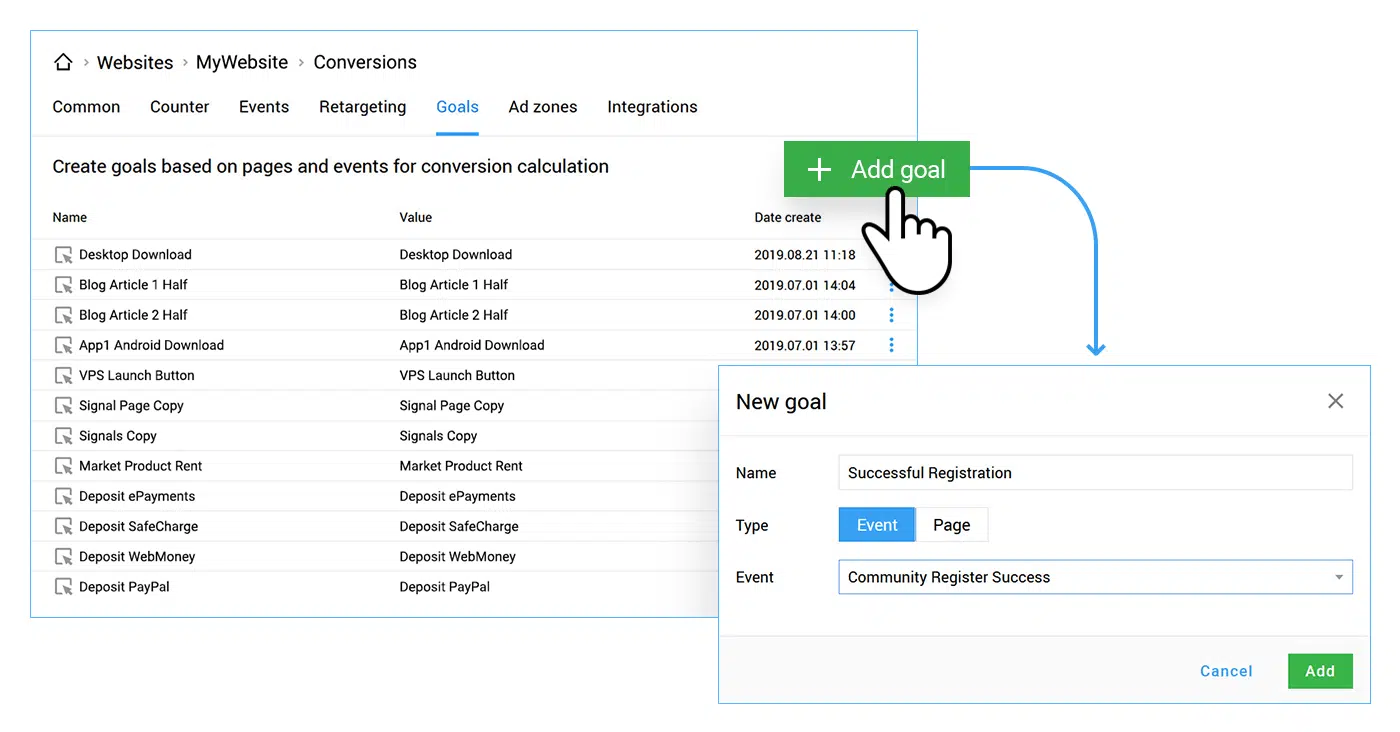 Websites › MyWebsite › Conversions
Common Counter Events Retargeting Goals Ad zones Integrations
Create goals based on pages and events for conversion calculation
+ Add goal
Name Value Date create
Desktop Download Desktop Download 2019.08.21 11:18
Blog Article 1 Half Blog Article 1 Half 2019.07.01 14:04
Blog Article 2 Half Blog Article 2 Half 2019.07.01 14:00
App1 Android Download App1 Android Download 2019.07.01 13:57
VPS Launch Button VPS Launch Button
Signal Page Copy Signal Page Copy
Signals Copy Signals Copy
Market Product Rent Market Product Rent
Deposit ePayments Deposit ePayments
Deposit SafeCharge Deposit SafeCharge
Deposit WebMoney Deposit WebMoney
Deposit PayPal Deposit PayPal
New goal
Name Successful Registration
Type Event Page
Event Community Register Success
Cancel Add